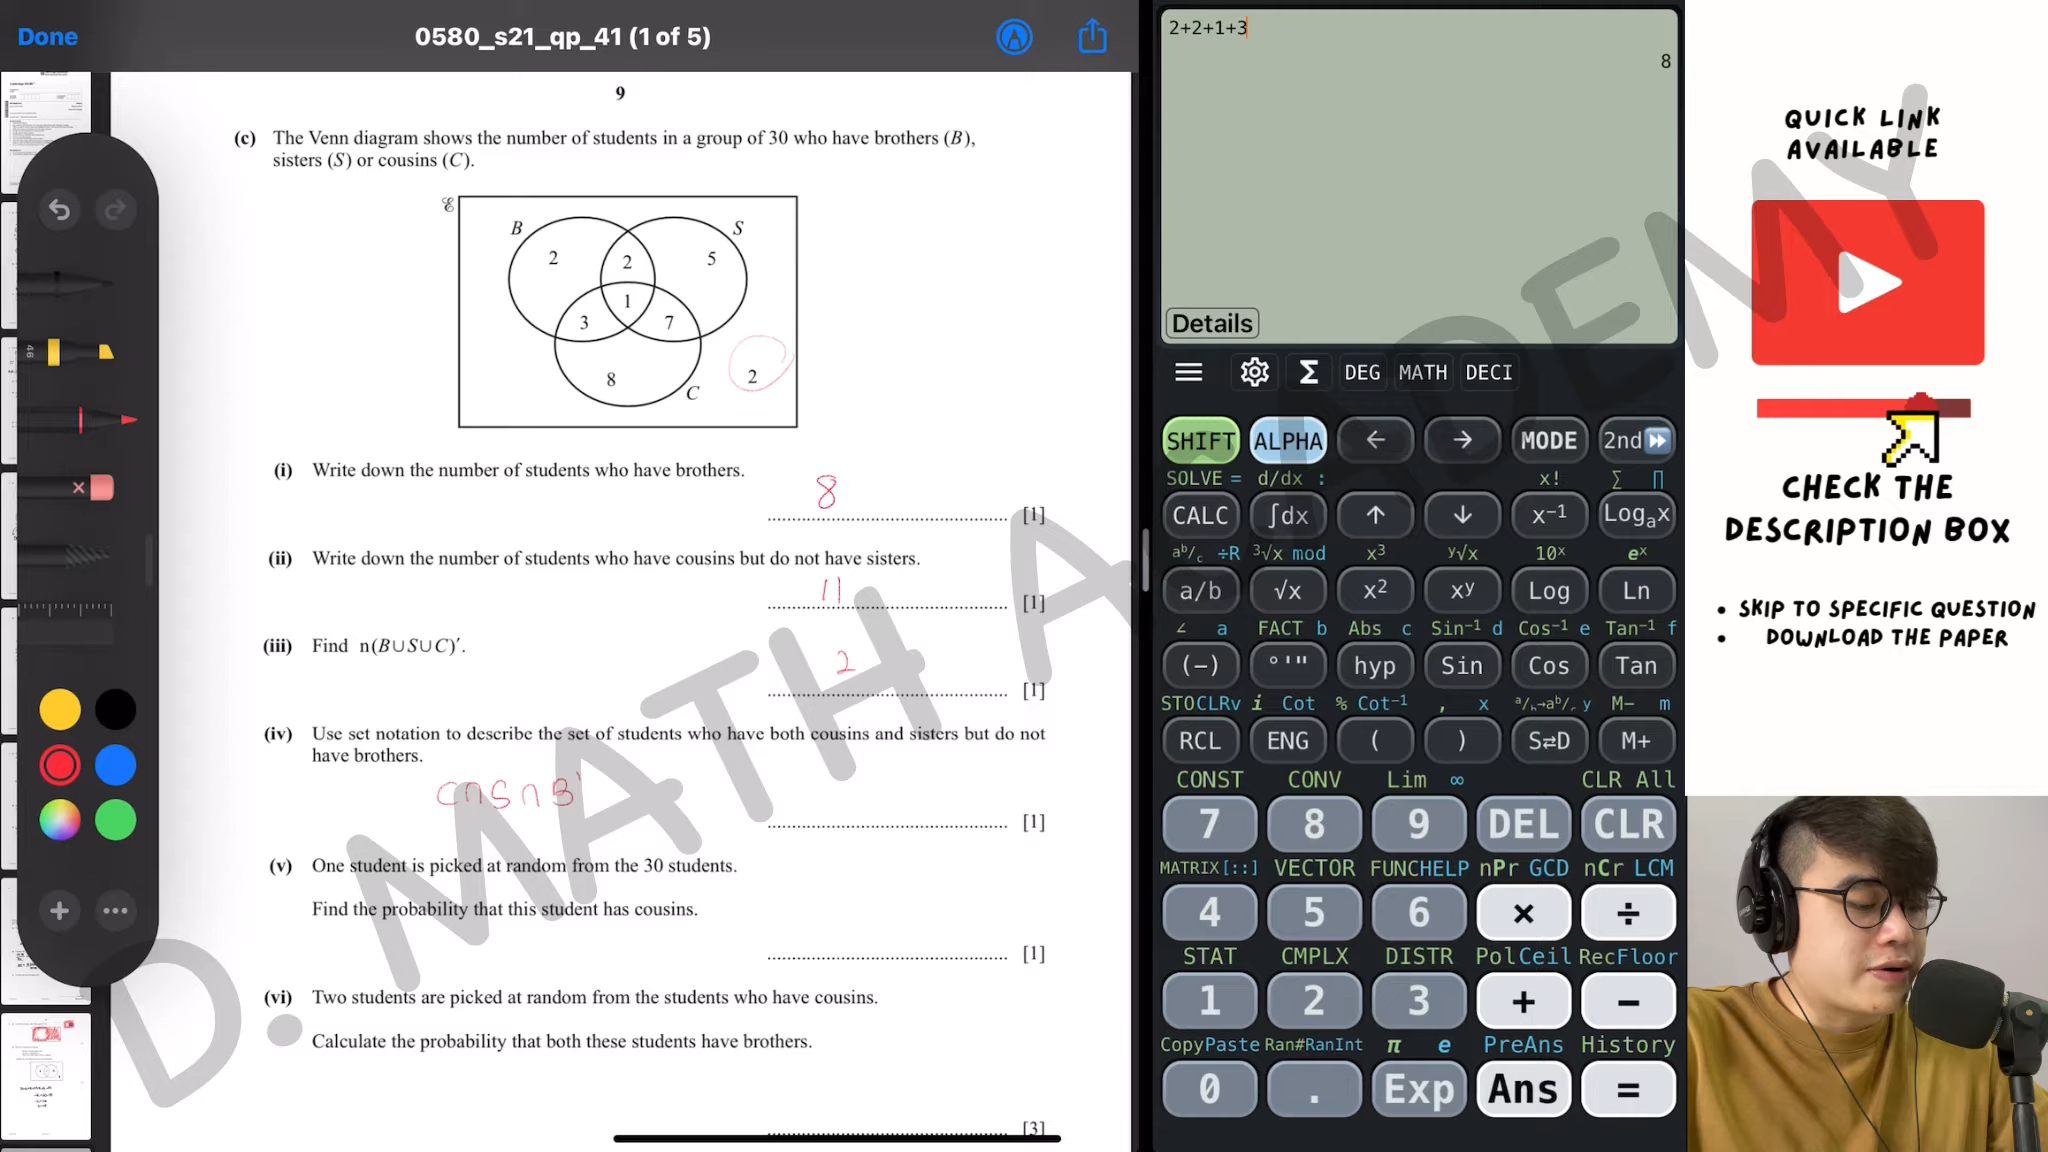 Done
0580_s21_qp_41 (1 of 5)
9
(c) The Venn diagram shows the number of students in a group of 30 who have brothers (B),
sisters (S) or cousins (C).
ℰ
B
S
2
2
5
1
3
7
8
C
2
(i) Write down the number of students who have brothers.
8
[1]
(ii) Write down the number of students who have cousins but do not have sisters.
11
[1]
(iii) Find n(B∪S∪C)′.
2
[1]
(iv) Use set notation to describe the set of students who have both cousins and sisters but do not
have brothers.
C∩S∩B'
[1]
(v) One student is picked at random from the 30 students.
Find the probability that this student has cousins.
[1]
(vi) Two students are picked at random from the students who have cousins.
Calculate the probability that both these students have brothers.
[3]
46
D. MATH ACADEMY
2+2+1+3
8
Details
Σ DEG MATH DECI
SHIFT ALPHA ← → MODE 2nd
SOLVE = d/dx : x! ∑ ∏
CALC ∫dx ↑ ↓ x⁻¹ Logₐx
aᵇ/c ÷R ³√x mod x³ ʸ√x 10ˣ eˣ
a/b √x x² xʸ Log Ln
∠ a FACT b Abs c Sin⁻¹ d Cos⁻¹ e Tan⁻¹ f
(−) °'" hyp Sin Cos Tan
STO CLRv i Cot % Cot⁻¹ , x y M− m
RCL ENG ( ) S⇄D M+
CONST CONV Lim ∞ CLR All
7 8 9 DEL CLR
MATRIX [::] VECTOR FUNC HELP nPr GCD nCr LCM
4 5 6 × ÷
STAT CMPLX DISTR Pol Ceil Rec Floor
1 2 3 + −
Copy Paste Ran# RanInt π e PreAns History
0 . Exp Ans =
QUICK LINK
AVAILABLE
CHECK THE
DESCRIPTION BOX
• SKIP TO SPECIFIC QUESTION
• DOWNLOAD THE PAPER